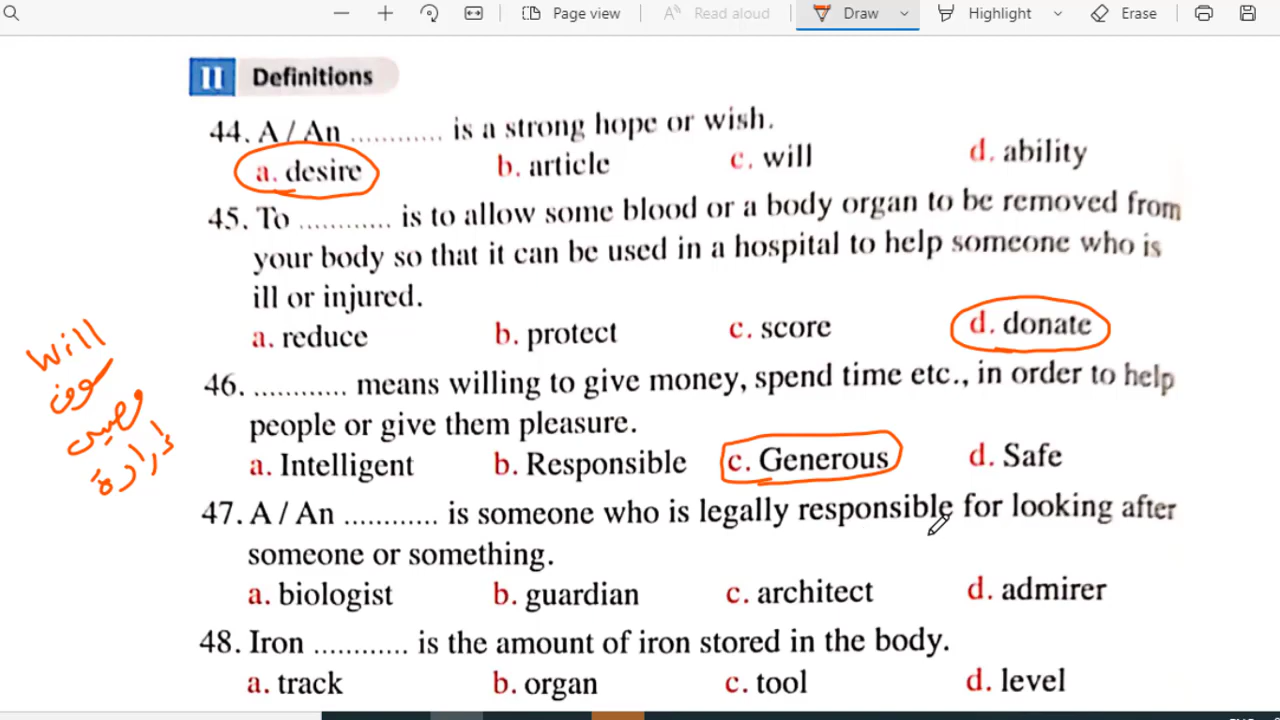 Page view
Read aloud
Draw
Highlight
Erase
II Definitions
44. A / An ............ is a strong hope or wish.
a. desire b. article c. will d. ability
45. To ............ is to allow some blood or a body organ to be removed from
your body so that it can be used in a hospital to help someone who is
ill or injured.
a. reduce b. protect c. score d. donate
46. ............ means willing to give money, spend time etc., in order to help
people or give them pleasure.
a. Intelligent b. Responsible c. Generous d. Safe
47. A / An ............ is someone who is legally responsible for looking after
someone or something.
a. biologist b. guardian c. architect d. admirer
48. Iron ............ is the amount of iron stored in the body.
a. track b. organ c. tool d. level
Will
سوف
وصية
إرادة